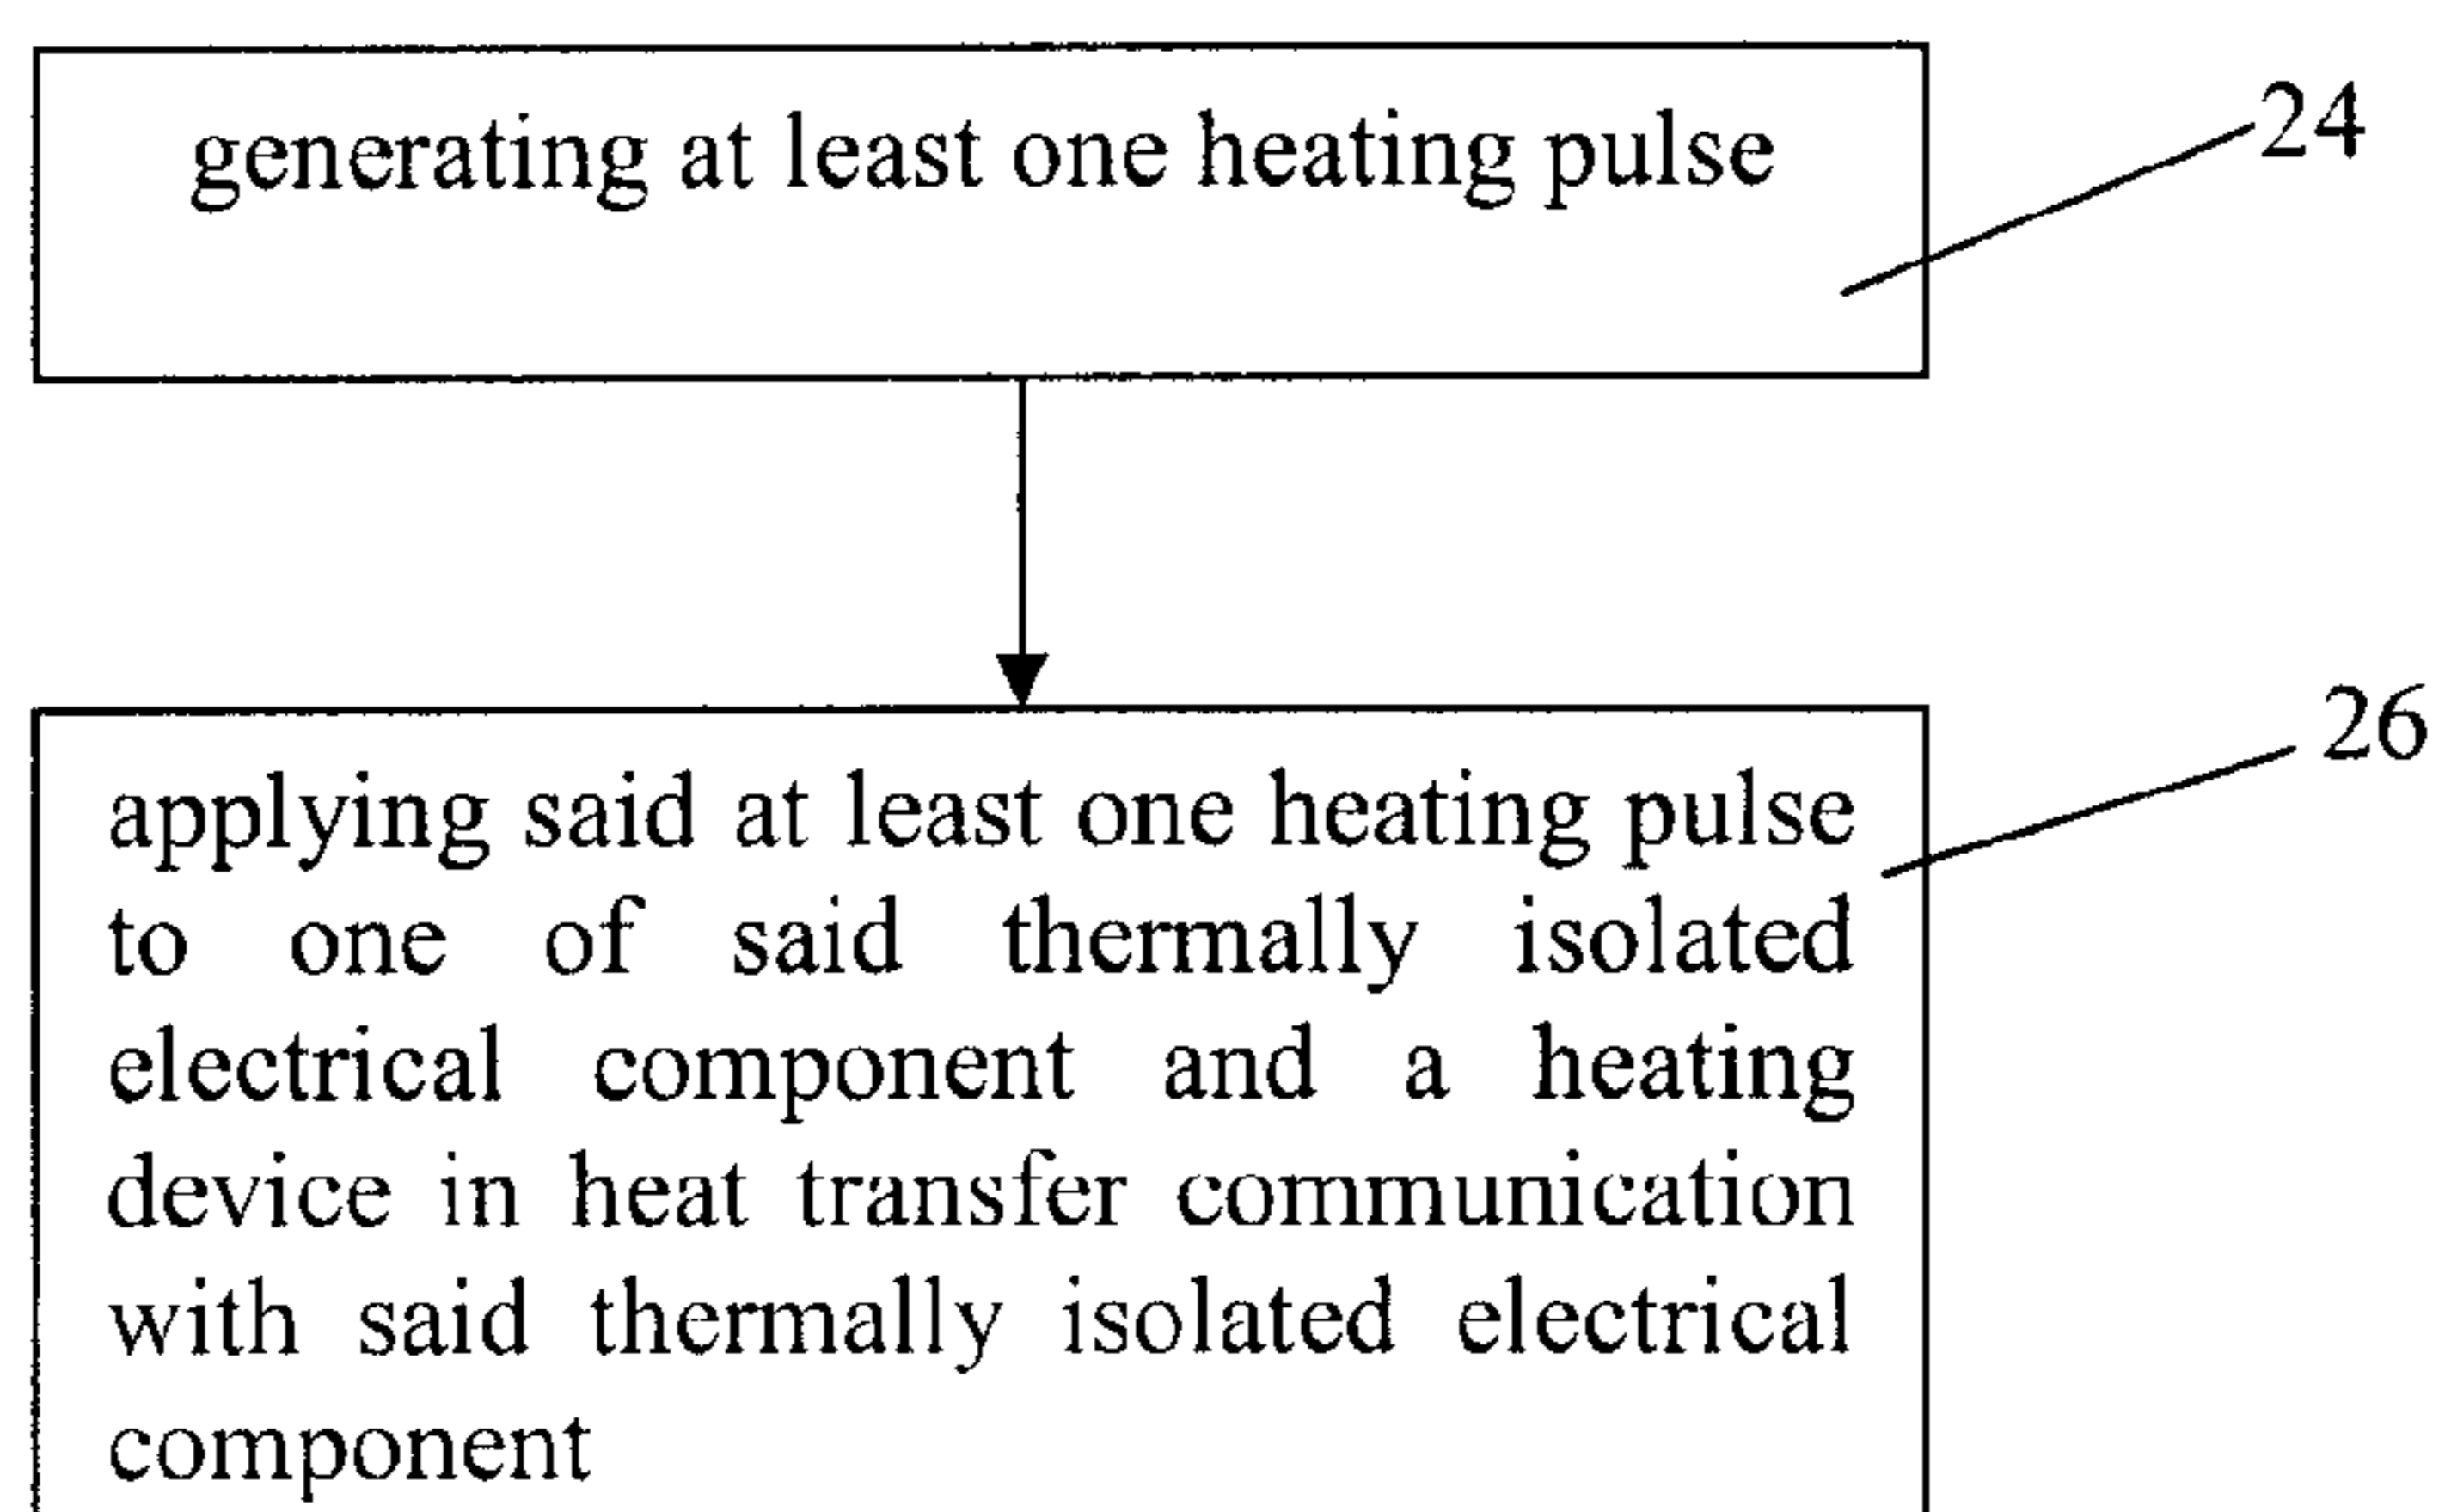 generating at least one heating pulse
24
26
applying said at least one heating pulse
to one of said thermally isolated
electrical component and a heating
device in heat transfer communication
with said thermally isolated electrical
component